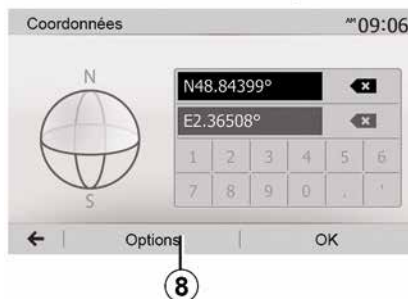 Coordonnées AM 09:06
N
N48.84399°
E2.36508°
1 2 3 4 5 6
7 8 9 0 . '
S
Options OK
8